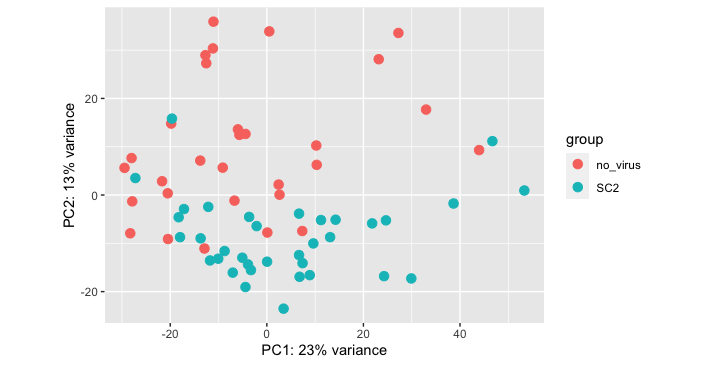 20
0
-20
PC2: 13% variance
-20
0
20
40
PC1: 23% variance
group
no_virus
SC2